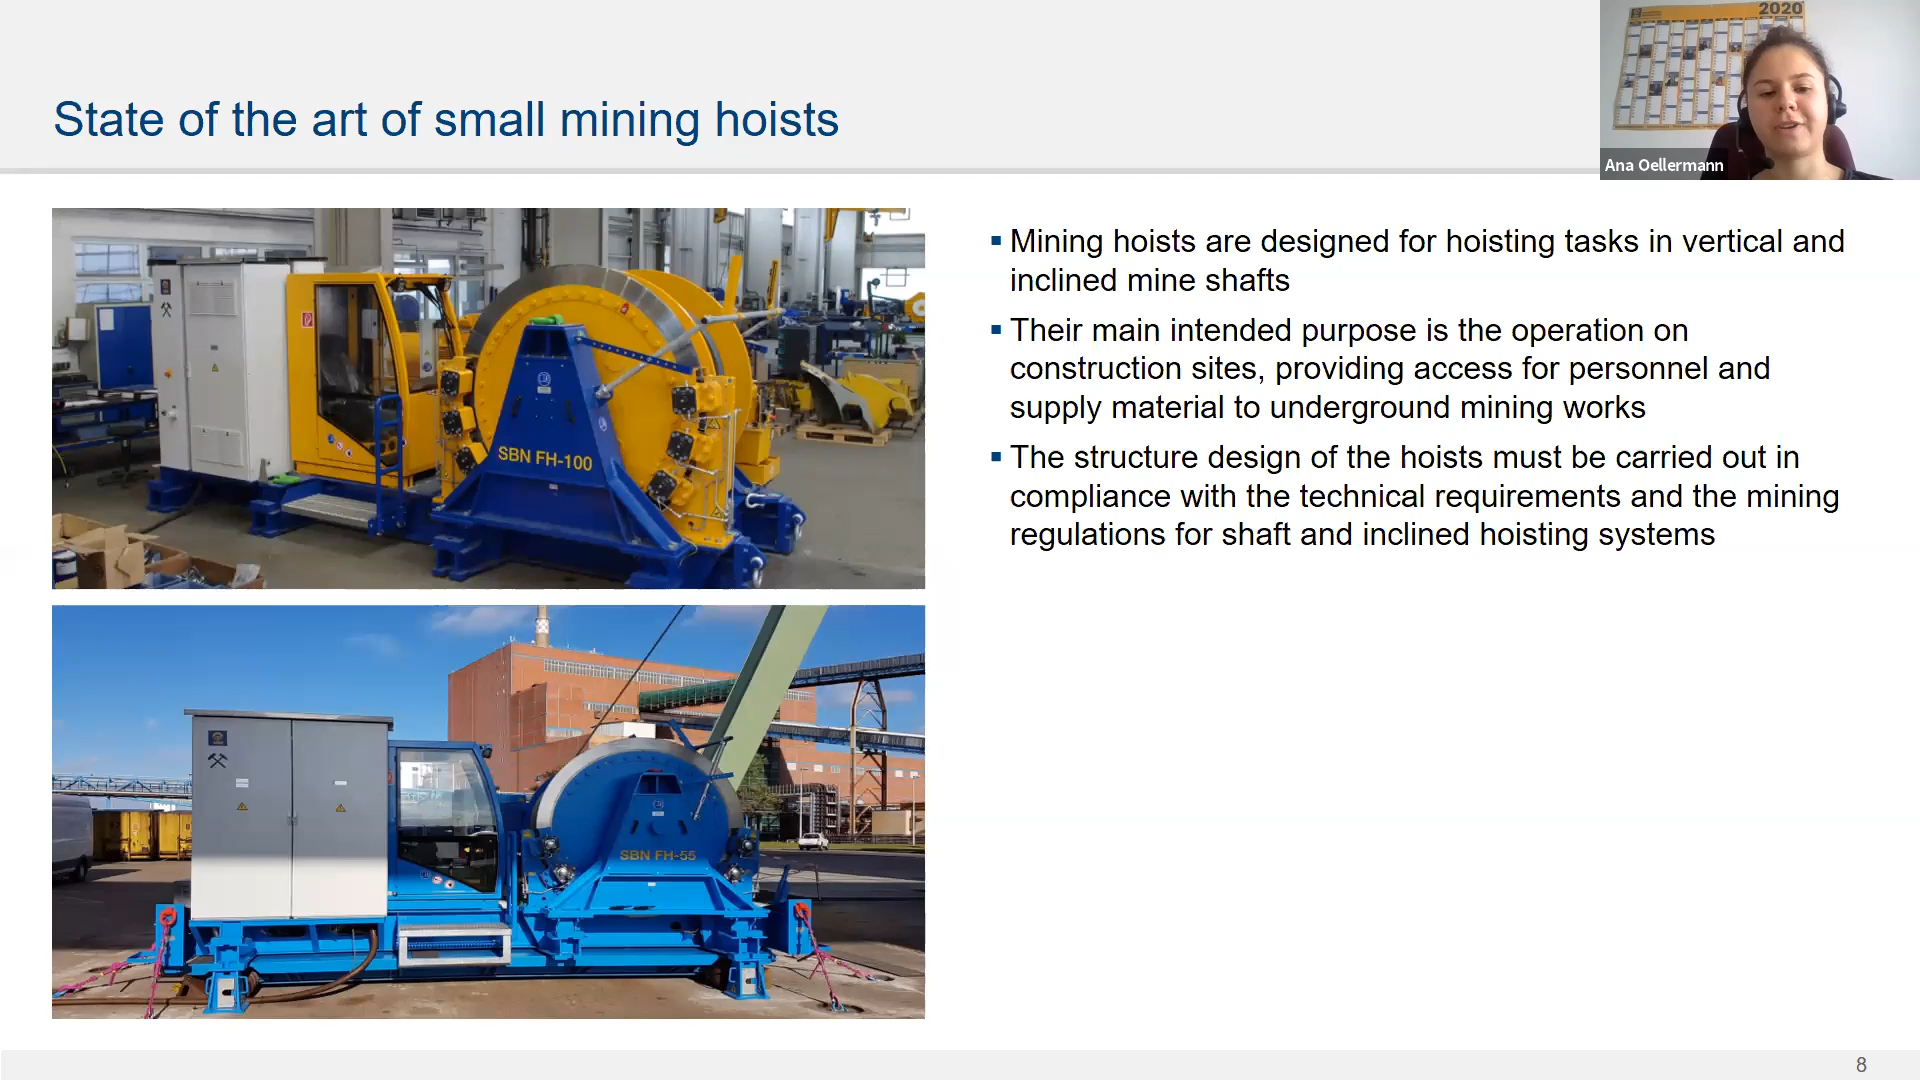 2020
State of the art of small mining hoists
Ana Oellermann
▪ Mining hoists are designed for hoisting tasks in vertical and
inclined mine shafts
▪ Their main intended purpose is the operation on
construction sites, providing access for personnel and
supply material to underground mining works
▪ The structure design of the hoists must be carried out in
compliance with the technical requirements and the mining
regulations for shaft and inclined hoisting systems
SBN FH-100
SBN FH-55
8